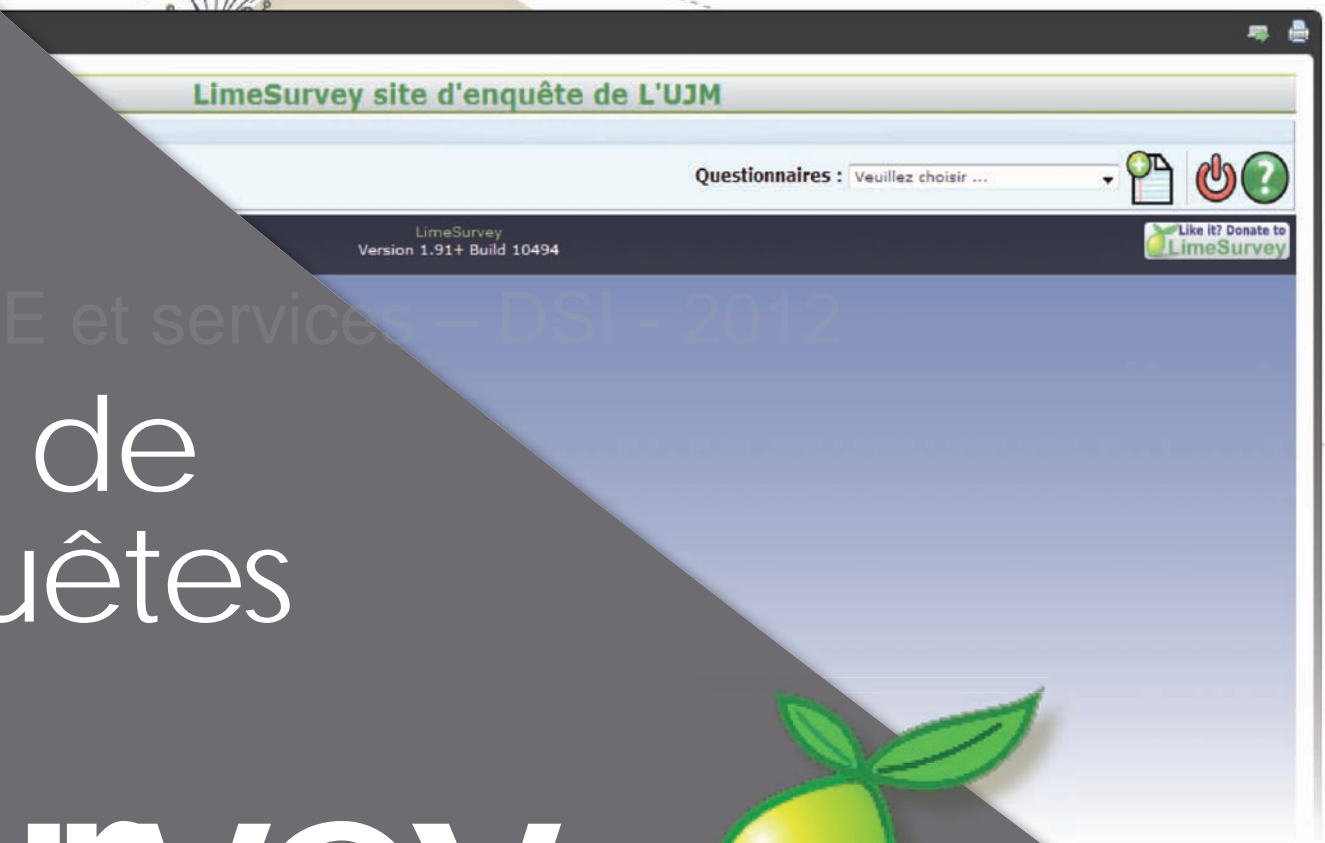 LimeSurvey site d'enquête de L'UJM
Questionnaires : Veuillez choisir ...
LimeSurvey
Version 1.91+ Build 10494
Like it? Donate to
LimeSurvey
E et services – DSI - 2012
de
uêtes
urvey